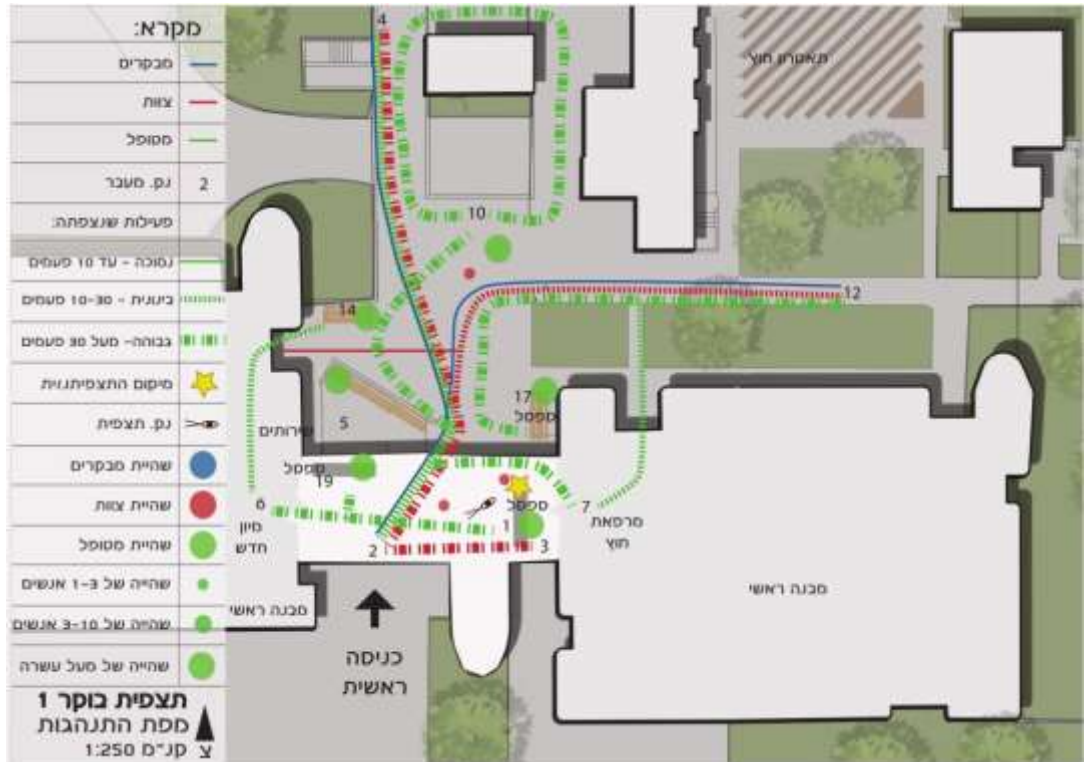 מקרא:
מבקרים
צוות
מטופל
נק. מעבר 2
פעילות שנצפתה:
נמוכה - עד 10 פעמים
בינונית - 10-30 פעמים
גבוהה- מעל 30 פעמים
מיקום התצפיתן.ית
נק. תצפית
שהיית מבקרים
שהיית צוות
שהיית מטופל
שהייה של 1-3 אנשים
שהייה של 3-10 אנשים
שהייה של מעל עשרה
תצפית בוקר 1
מפת התנהגות
קנ"מ 1:250
צ
4
תאטרון חוץ
10
12
14
17
ספסל
5
שירותים
ספסל
19
ספסל
6
מיון
חדש
1
7
מרפאת
חוץ
2
3
מבנה ראשי
מבנה ראשי
כניסה
ראשית